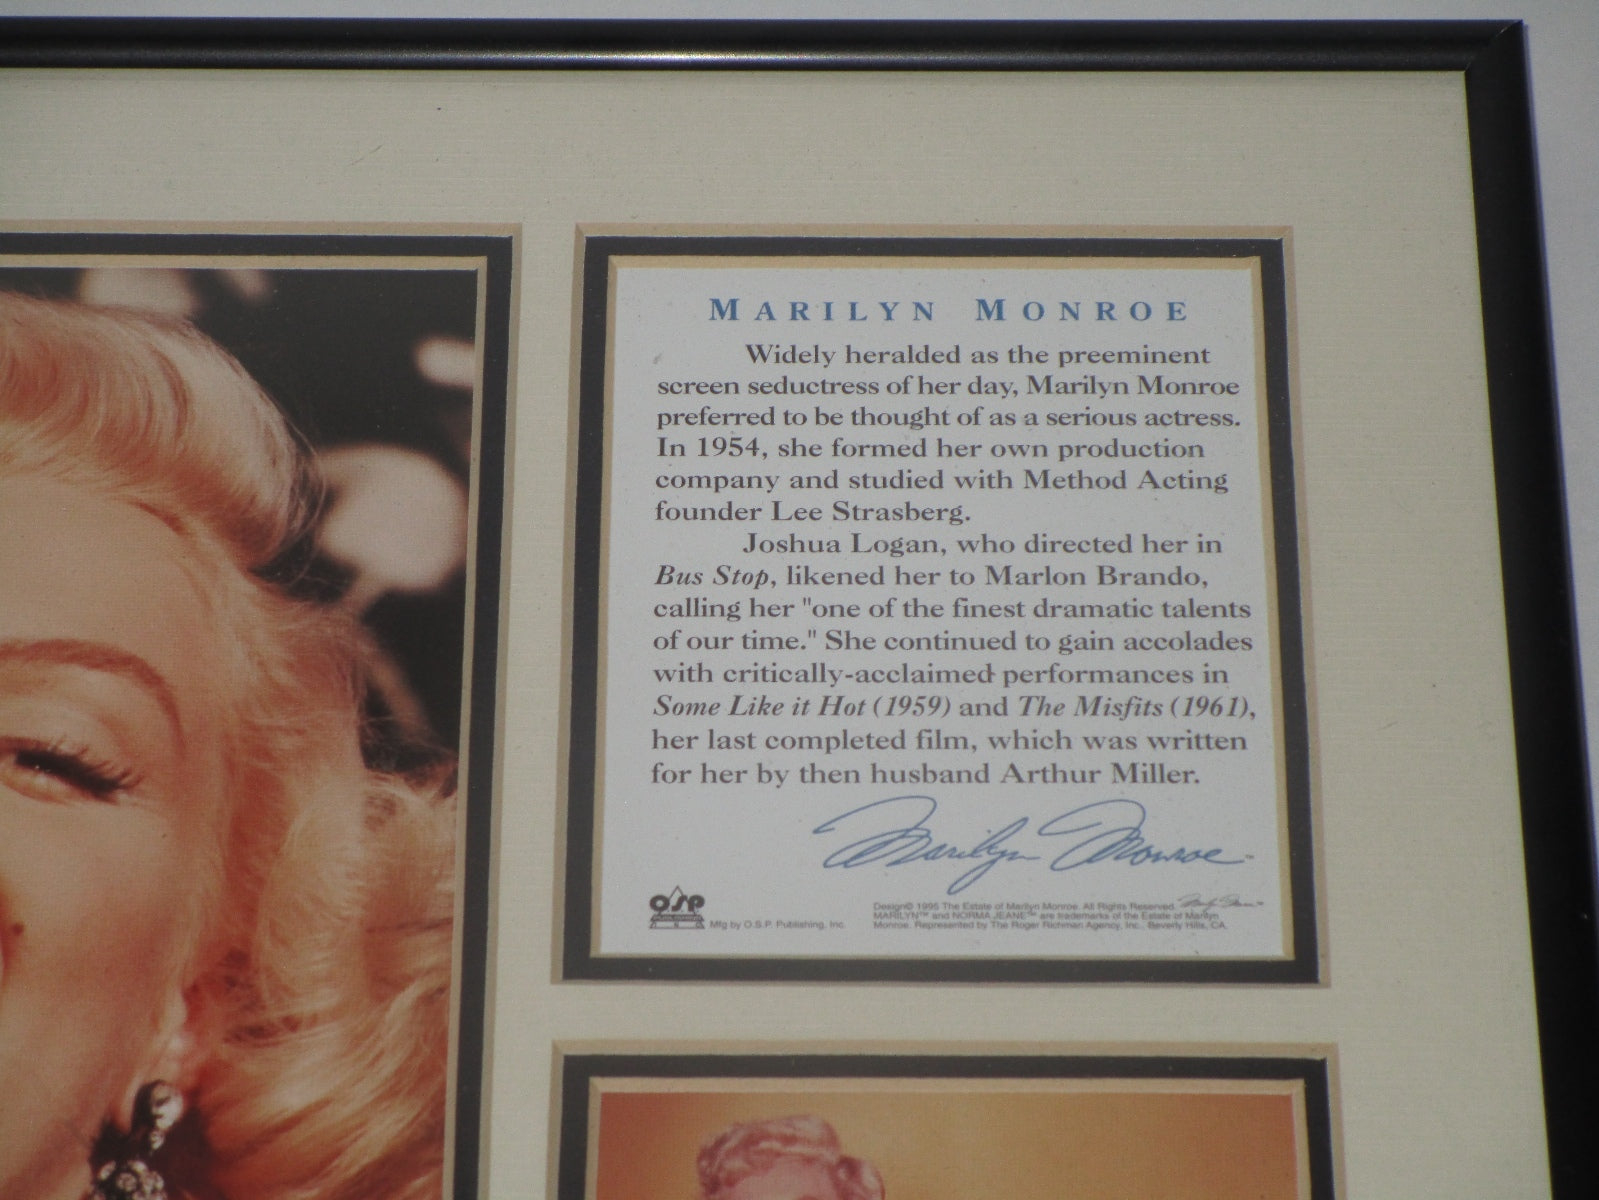 MARILYN MONROE
Widely heralded as the preeminent
screen seductress of her day, Marilyn Monroe
preferred to be thought of as a serious actress.
In 1954, she formed her own production
company and studied with Method Acting
founder Lee Strasberg.
Joshua Logan, who directed her in
Bus Stop, likened her to Marlon Brando,
calling her "one of the finest dramatic talents
of our time." She continued to gain accolades
with critically-acclaimed performances in
Some Like it Hot (1959) and The Misfits (1961),
her last completed film, which was written
for her by then husband Arthur Miller.
Marilyn Monroe
OSP
Mfg by O.S.P. Publishing, Inc.
Design© 1995 The Estate of Marilyn Monroe. All Rights Reserved.
MARILYN™ and NORMA JEANE™ are trademarks of the Estate of Marilyn
Monroe. Represented by The Roger Richman Agency, Inc., Beverly Hills, CA.